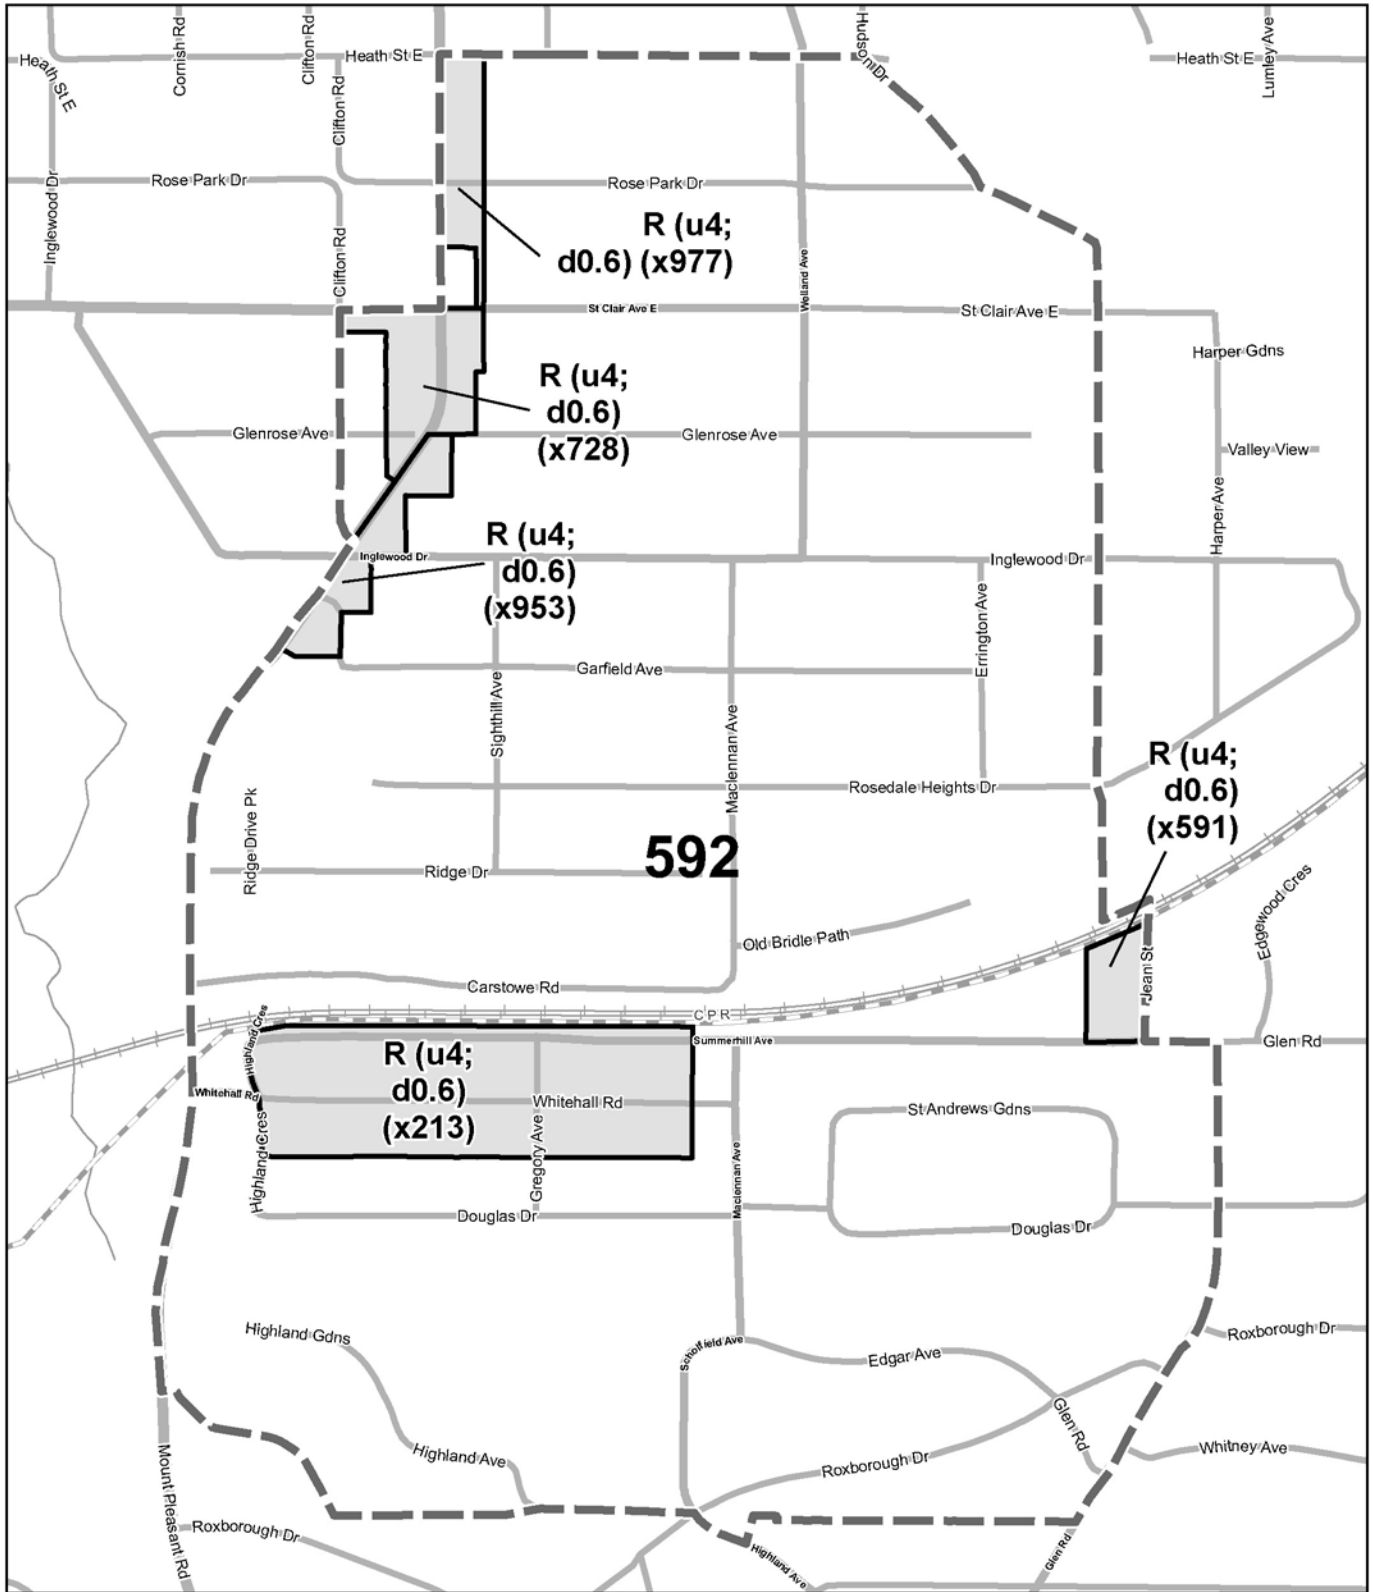 Cornish Rd
Clifton Rd
Hudson Dr
Lumley Ave
Heath St E
Heath St E
Heath St E
Clifton Rd
Inglewood Dr
Rose Park Dr
Rose Park Dr
Clifton Rd
R (u4;
d0.6) (x977)
Welland Ave
St Clair Ave E
St Clair Ave E
Harper Gdns
R (u4;
d0.6)
(x728)
Glenrose Ave
Glenrose Ave
Valley View
Harper Ave
R (u4;
d0.6)
(x953)
Inglewood Dr
Inglewood Dr
Errington Ave
Garfield Ave
Sighthill Ave
Maclennan Ave
R (u4;
d0.6)
(x591)
Rosedale Heights Dr
Ridge Drive Pk
592
Ridge Dr
Edgewood Cres
Old Bridle Path
Jean St
Carstowe Rd
C P R
Highland Cres
Summerhill Ave
Glen Rd
R (u4;
d0.6)
(x213)
Whitehall Rd
Whitehall Rd
St Andrews Gdns
Highland Cres
Gregory Ave
Maclennan Ave
Douglas Dr
Douglas Dr
Highland Gdns
Roxborough Dr
Scholfield Ave
Edgar Ave
Glen Rd
Highland Ave
Roxborough Dr
Whitney Ave
Mount Pleasant Rd
Roxborough Dr
Highland Ave
Glen Rd